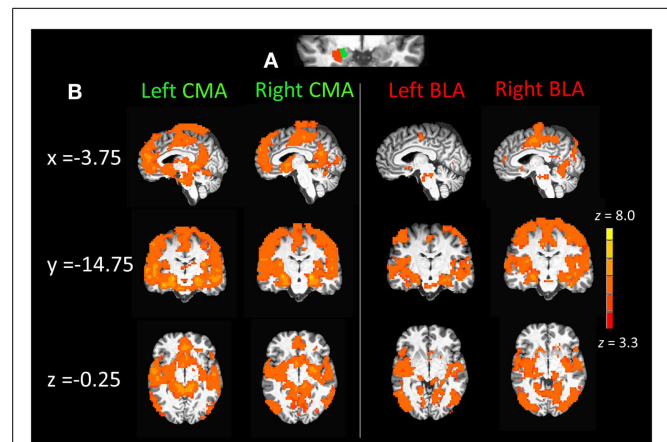 A
B
Left CMA
Right CMA
Left BLA
Right BLA
x =-3.75
y =-14.75
z =-0.25
z = 8.0
z = 3.3